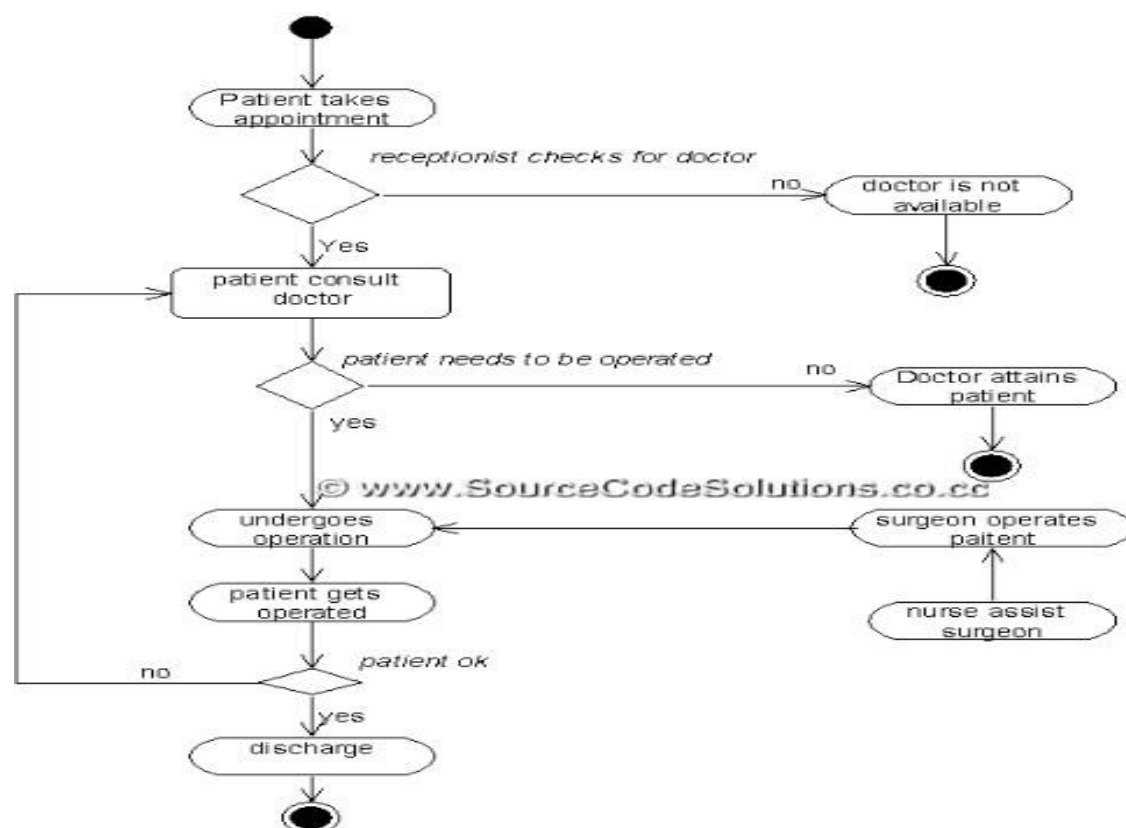 Patient takes
appointment
receptionist checks for doctor
no
doctor is not
available
Yes
patient consult
doctor
patient needs to be operated
no
Doctor attains
patient
yes
© www.SourceCodeSolutions.co.cc
undergoes
operation
surgeon operates
paitent
patient gets
operated
nurse assist
surgeon
patient ok
no
yes
discharge